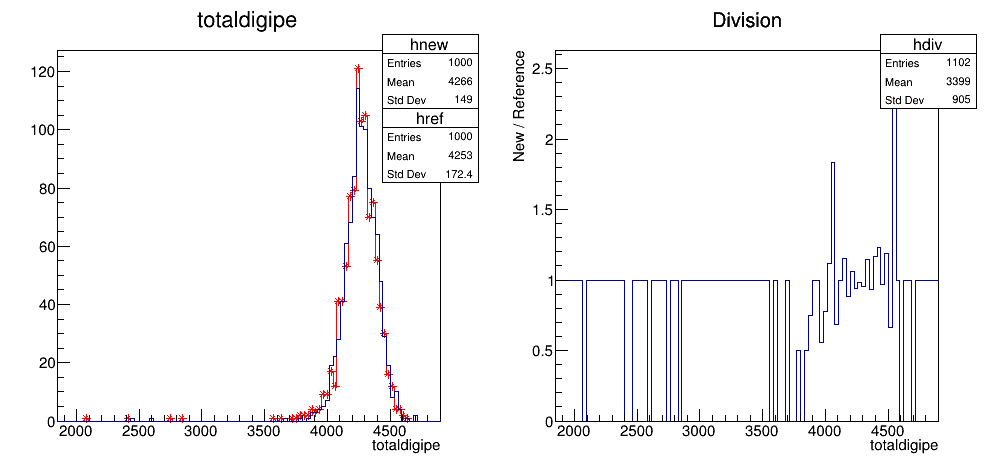 totaldigipe
hnew
Entries 1000
Mean 4266
Std Dev 149
href
Entries 1000
Mean 4253
Std Dev 172.4
120
100
80
60
40
20
0
2000 2500 3000 3500 4000 4500
totaldigipe
Division
hdiv
Entries 1102
Mean 3399
Std Dev 905
New / Reference
2.5
2
1.5
1
0.5
0
2000 2500 3000 3500 4000 4500
totaldigipe